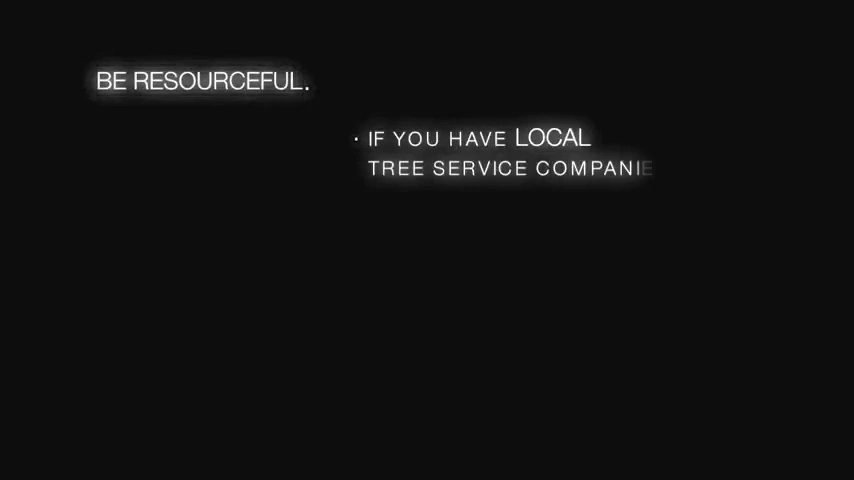 BE RESOURCEFUL.
· IF YOU HAVE LOCAL
TREE SERVICE COMPANIE